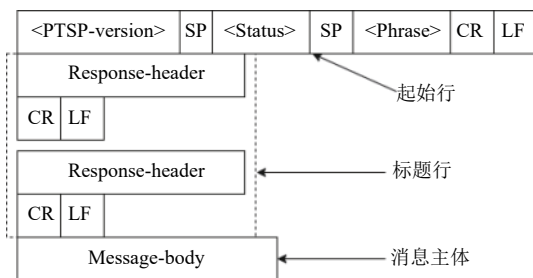 <PTSP-version> SP <Status> SP <Phrase> CR LF
Response-header
起始行
CR LF
Response-header
标题行
CR LF
Message-body
消息主体